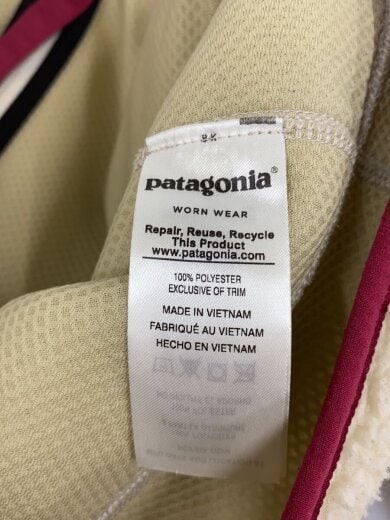 patagonia®
WORN WEAR
Repair, Reuse, Recycle
This Product
www.patagonia.com
100% POLYESTER
EXCLUSIVE OF TRIM
MADE IN VIETNAM
FABRIQUÉ AU VIETNAM
HECHO EN VIETNAM